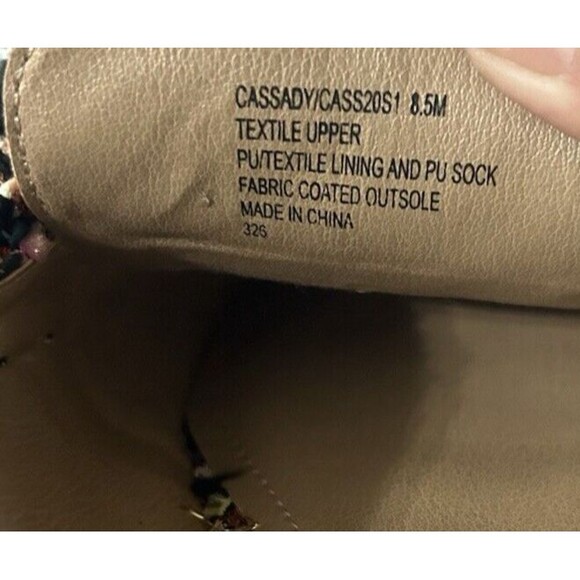 CASSADY/CASS20S1 8.5M
TEXTILE UPPER
PU/TEXTILE LINING AND PU SOCK
FABRIC COATED OUTSOLE
MADE IN CHINA
326